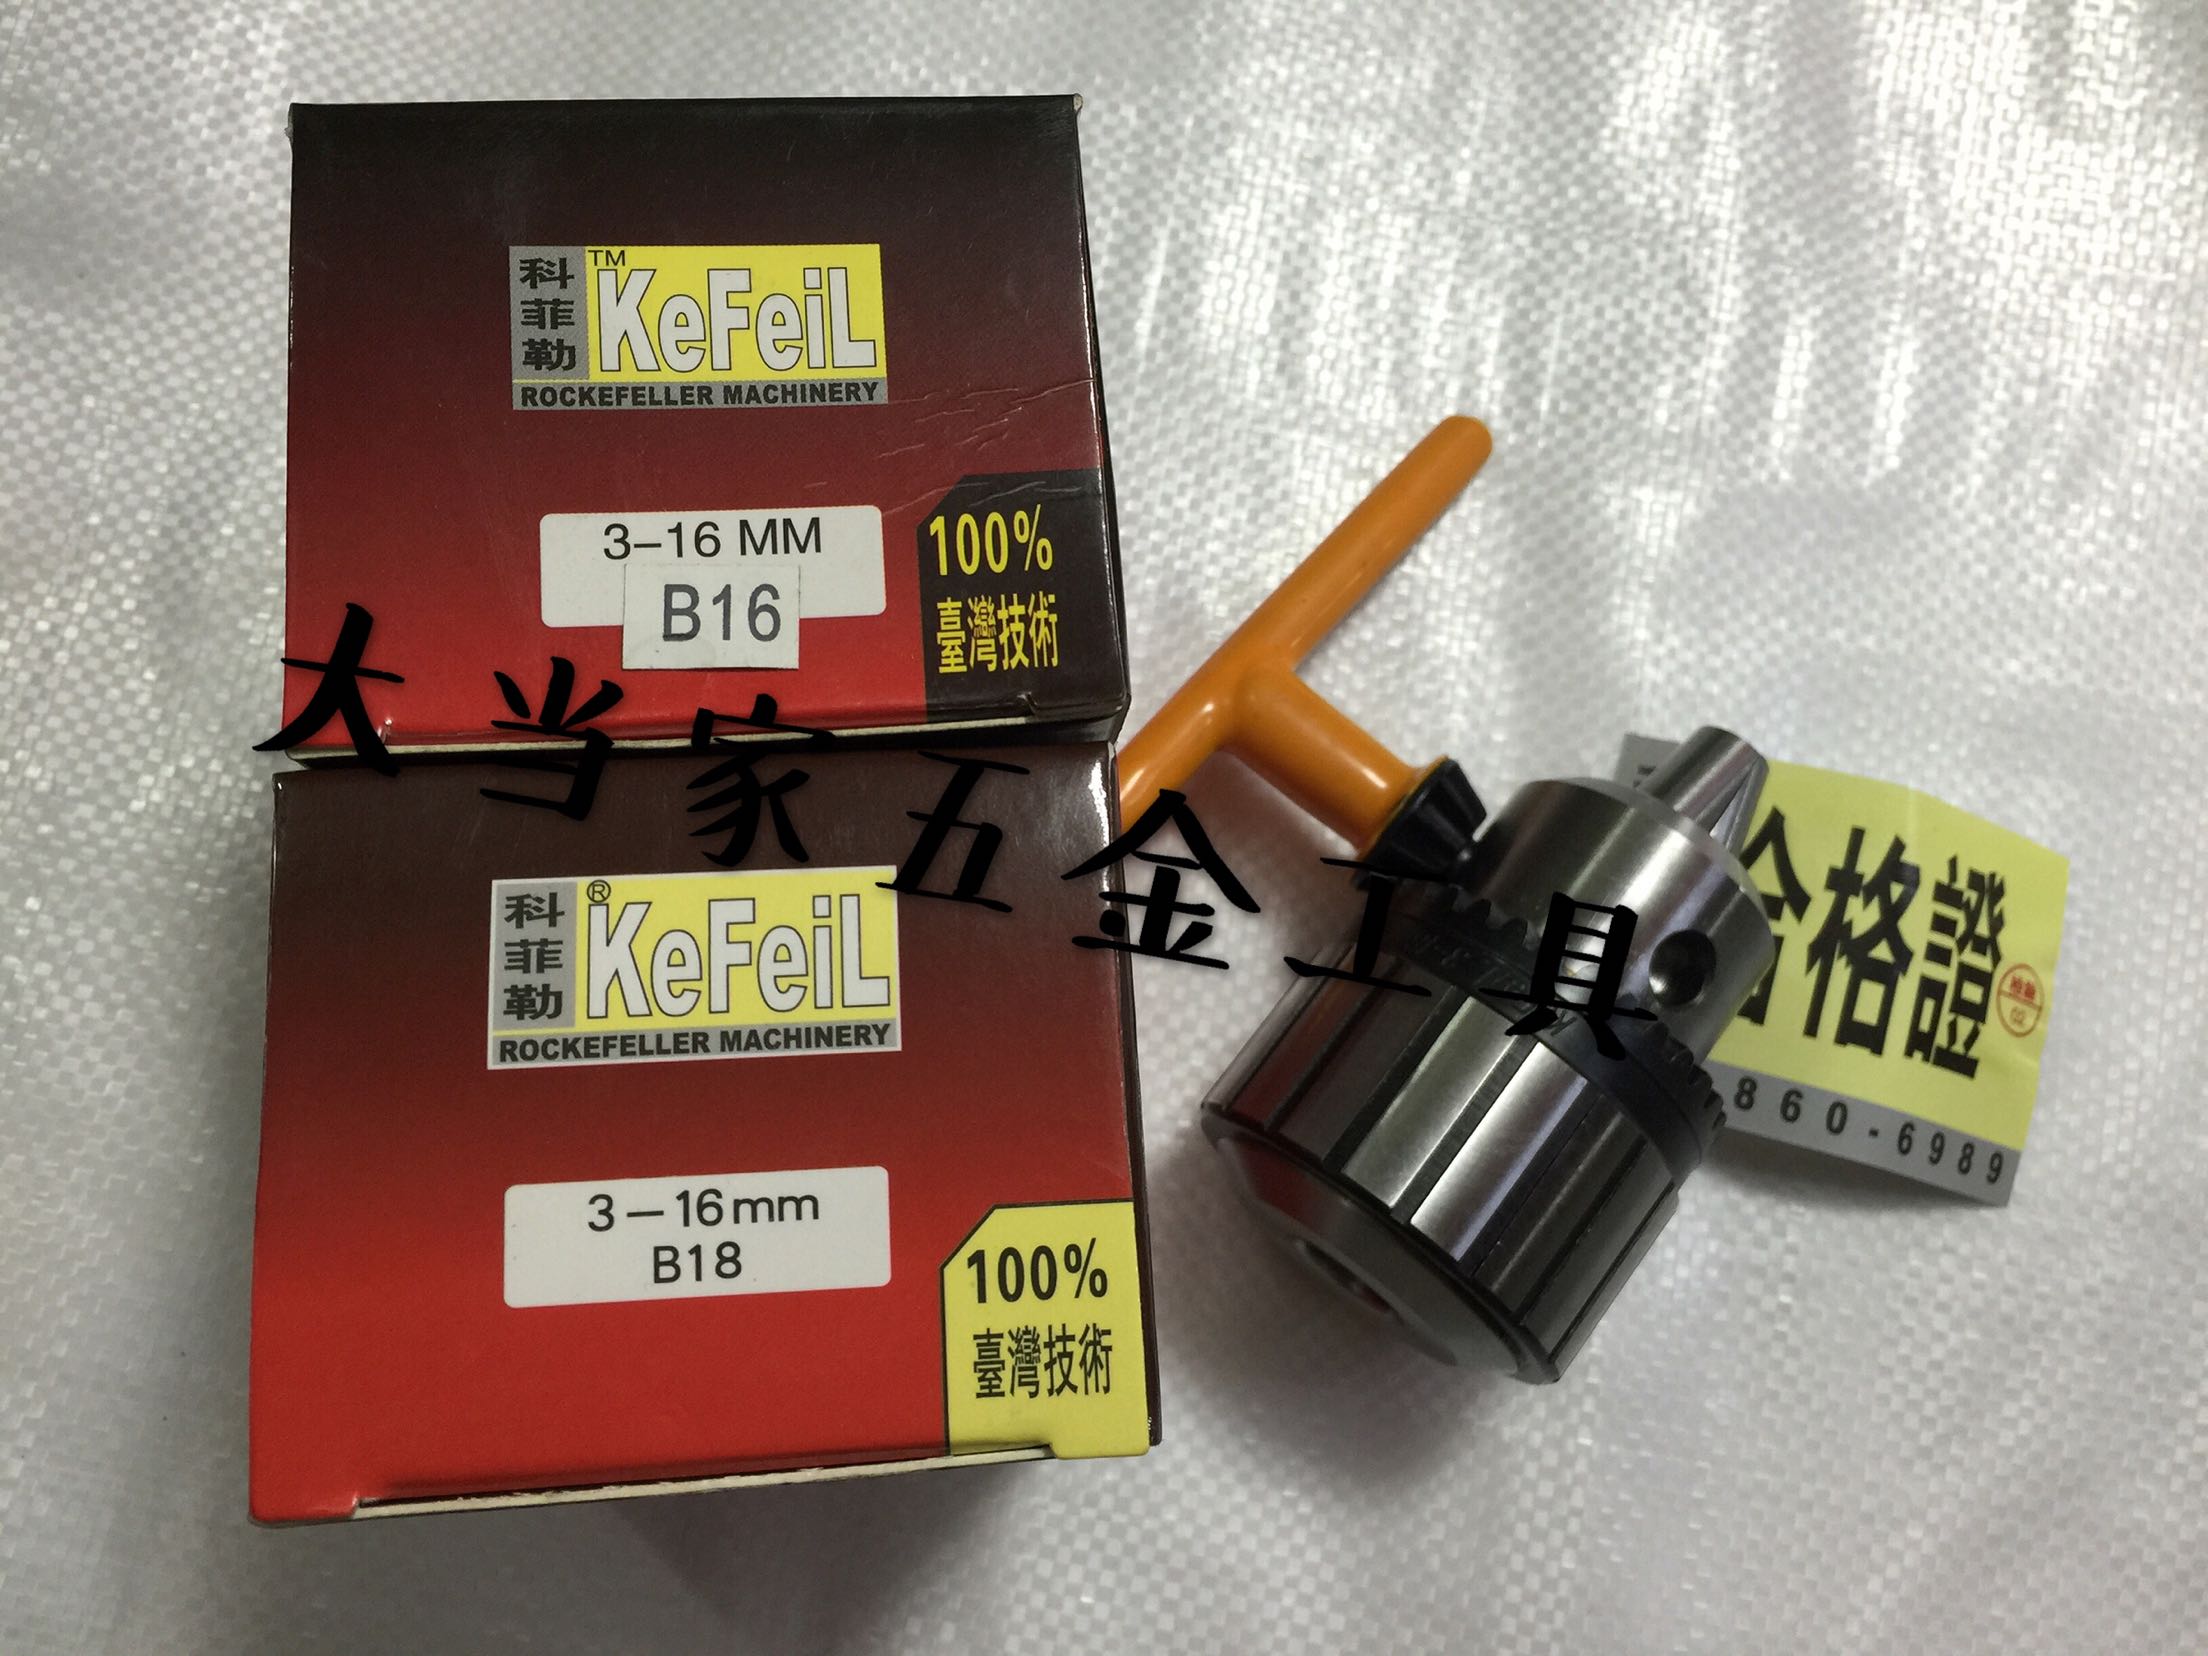 科菲勒
TM
KeFeiL
ROCKEFELLER MACHINERY
3-16 MM
B16
100%
臺灣技術
大当家五金工具
科菲勒
®
KeFeiL
ROCKEFELLER MACHINERY
3-16mm
B18
100%
臺灣技術
合格證
860-6989